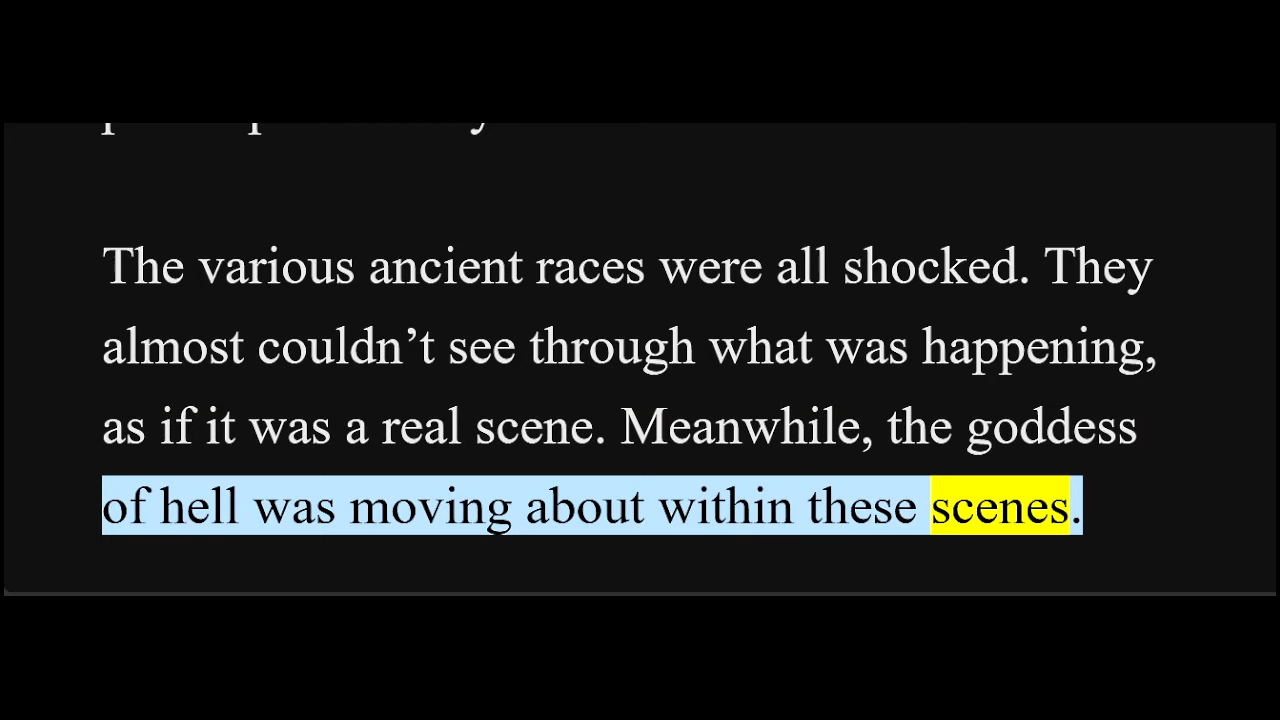 The various ancient races were all shocked. They
almost couldn’t see through what was happening,
as if it was a real scene. Meanwhile, the goddess
of hell was moving about within these scenes.